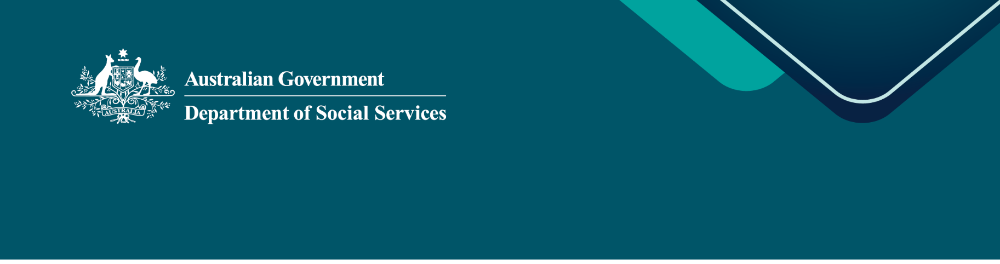 Australian Government
Department of Social Services
AUSTRALIA